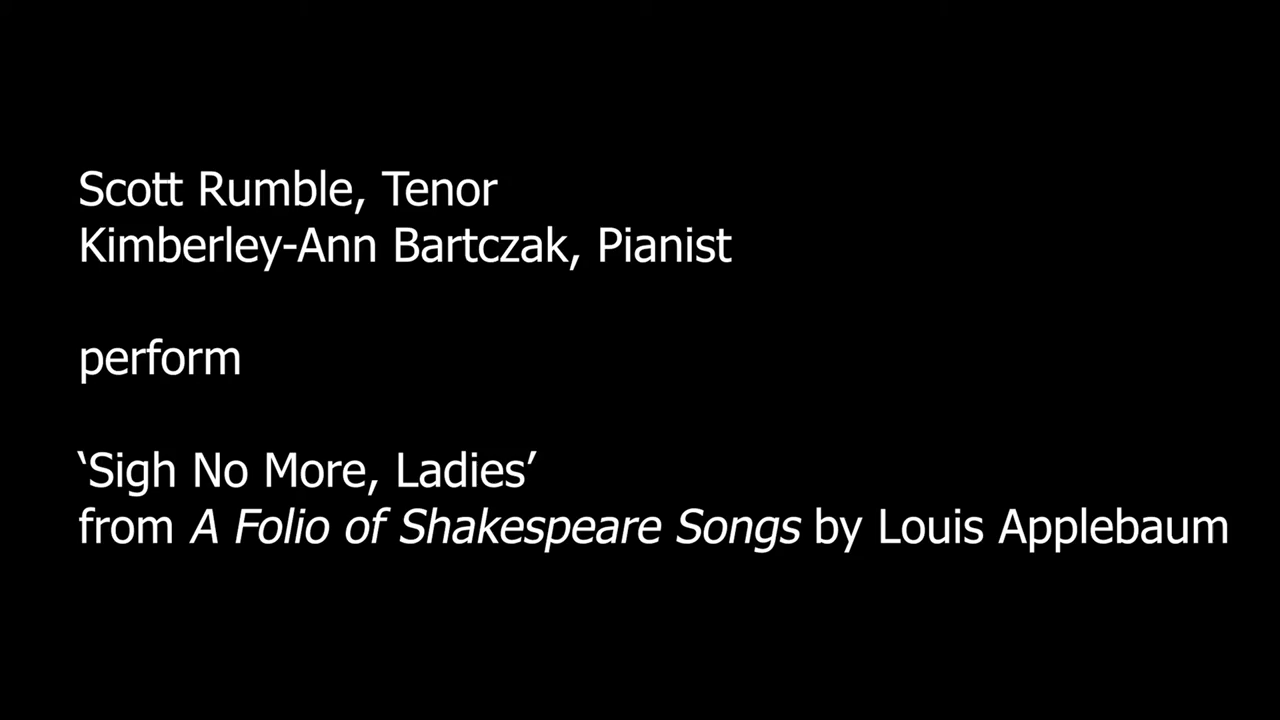 Scott Rumble, Tenor
Kimberley-Ann Bartczak, Pianist
perform
‘Sigh No More, Ladies’
from A Folio of Shakespeare Songs by Louis Applebaum